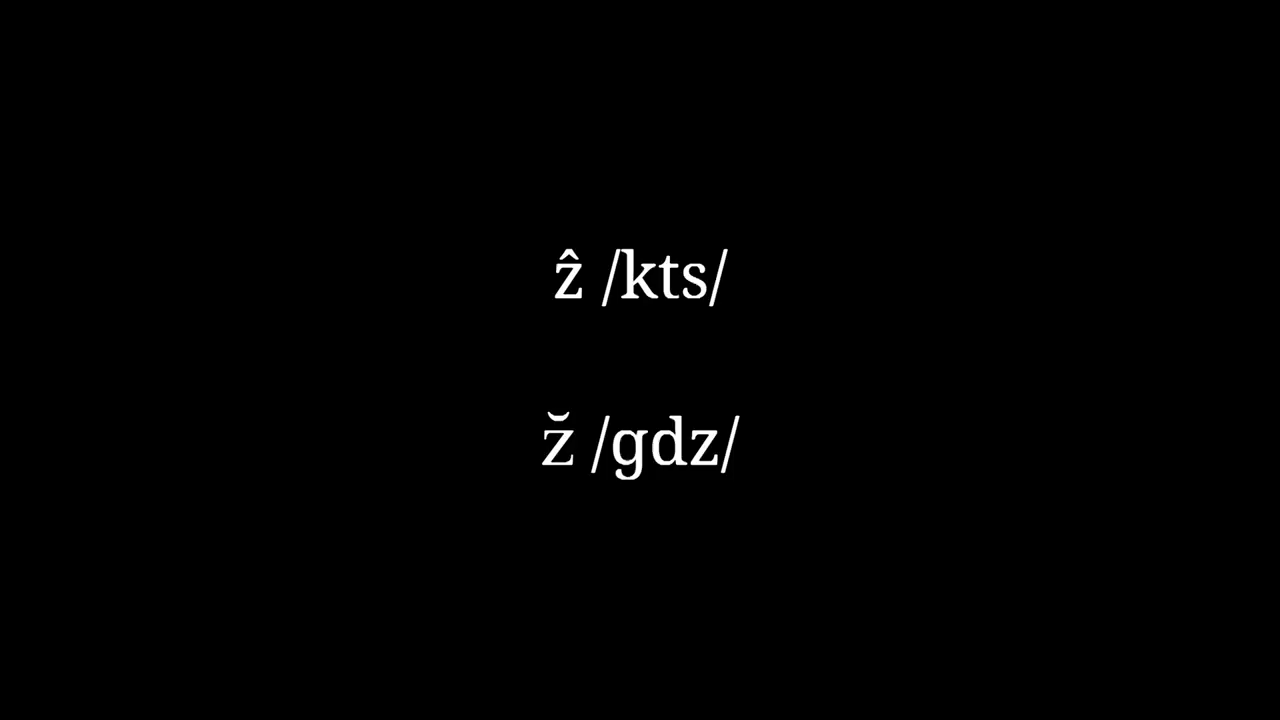 ẑ /kts/
z̆ /gdz/